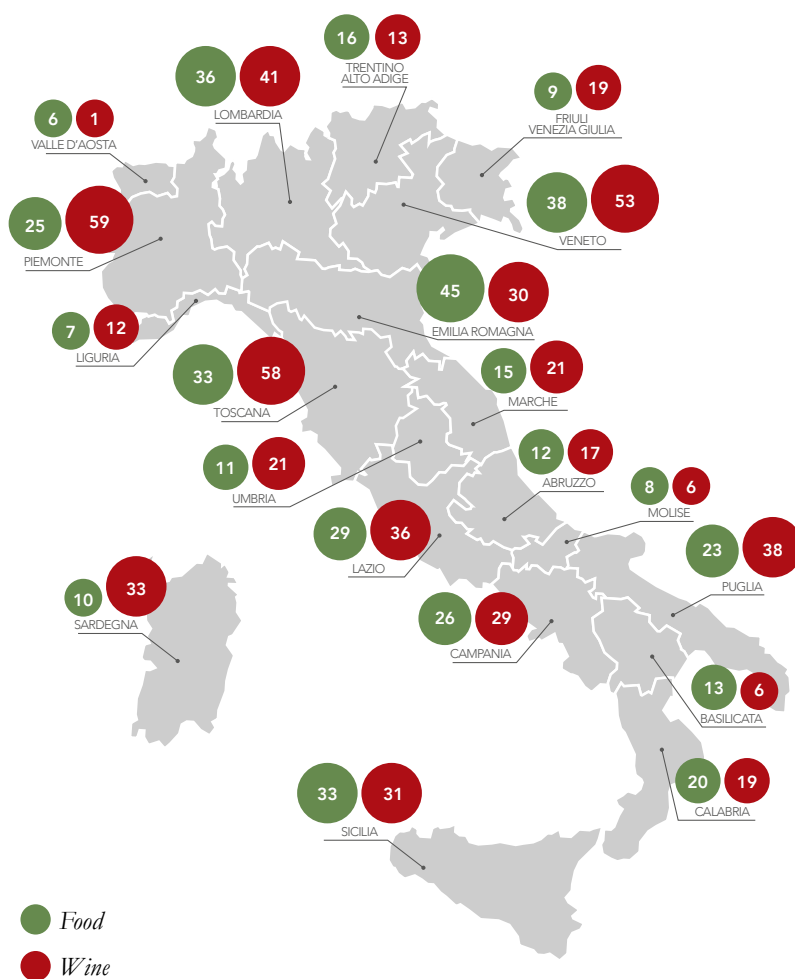 16 13
TRENTINO
ALTO ADIGE
36 41
LOMBARDIA
9 19
FRIULI
VENEZIA GIULIA
6 1
VALLE D'AOSTA
38 53
VENETO
25 59
PIEMONTE
45 30
EMILIA ROMAGNA
7 12
LIGURIA
33 58
TOSCANA
15 21
MARCHE
11 21
UMBRIA
12 17
ABRUZZO
8 6
MOLISE
29 36
LAZIO
23 38
PUGLIA
10 33
SARDEGNA
26 29
CAMPANIA
13 6
BASILICATA
20 19
CALABRIA
33 31
SICILIA
Food
Wine